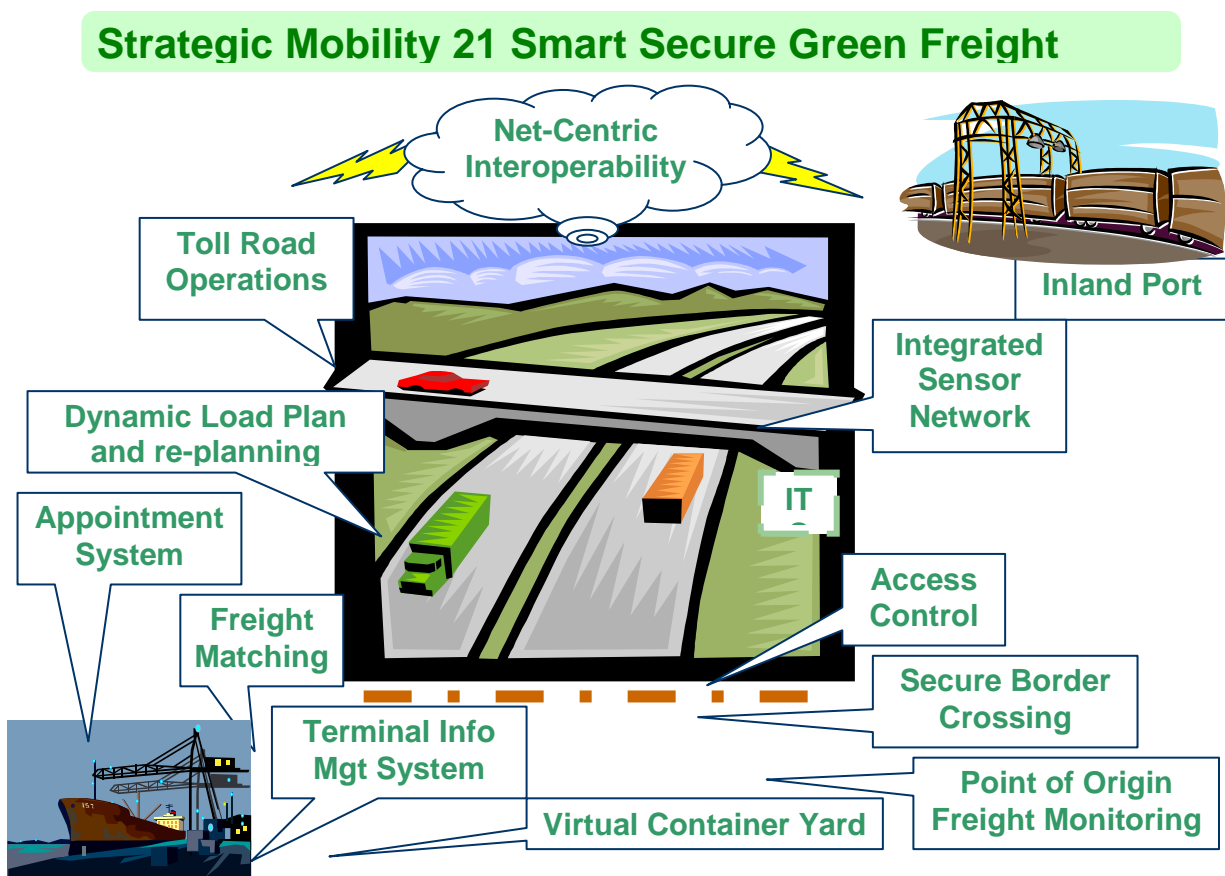 Strategic Mobility 21 Smart Secure Green Freight
Net-Centric
Interoperability
Toll Road
Operations
Inland Port
Integrated
Sensor
Network
Dynamic Load Plan
and re-planning
IT
Appointment
System
Access
Control
Freight
Matching
Secure Border
Crossing
Terminal Info
Mgt System
Point of Origin
Freight Monitoring
Virtual Container Yard